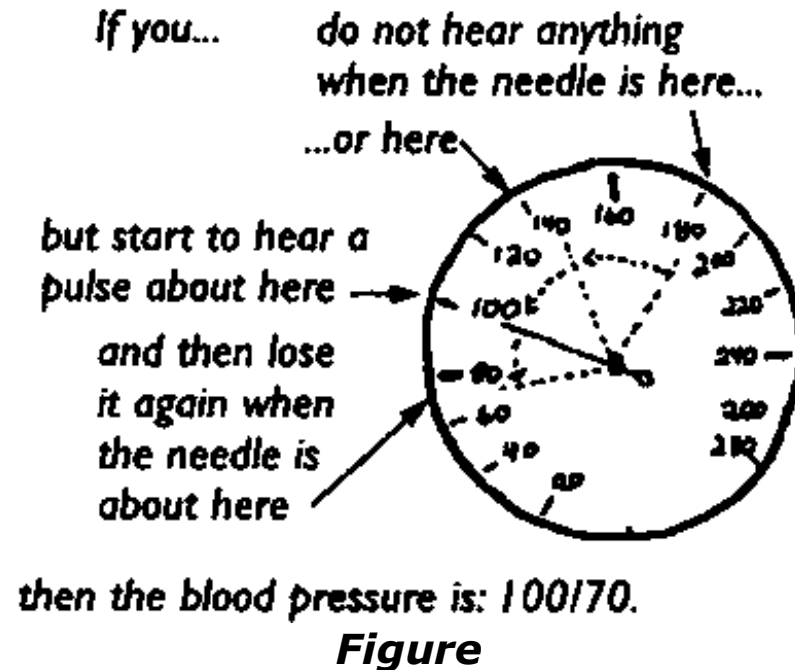 If you...
do not hear anything
when the needle is here...
...or here
but start to hear a
pulse about here
and then lose
it again when
the needle is
about here
20
40
60
80
100
120
140
160
180
200
220
240
280
then the blood pressure is: 100/70.
Figure